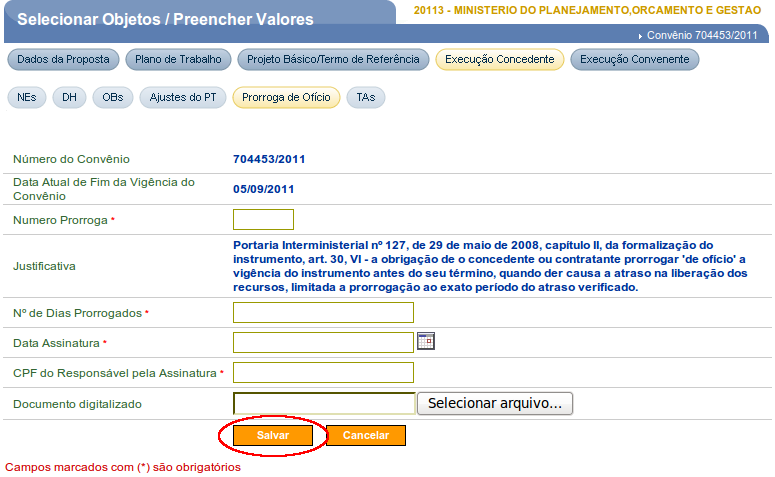 Selecionar Objetos / Preencher Valores
20113 - MINISTERIO DO PLANEJAMENTO,ORCAMENTO E GESTAO
Convênio 704453/2011
Dados da Proposta
Plano de Trabalho
Projeto Básico/Termo de Referência
Execução Concedente
Execução Convenente
NEs
DH
OBs
Ajustes do PT
Prorroga de Ofício
TAs
Número do Convênio
704453/2011
Data Atual de Fim da Vigência do
Convênio
05/09/2011
Numero Prorroga *
Justificativa
Portaria Interministerial nº 127, de 29 de maio de 2008, capítulo II, da formalização do
instrumento, art. 30, VI - a obrigação de o concedente ou contratante prorrogar 'de ofício' a
vigência do instrumento antes do seu término, quando der causa a atraso na liberação dos
recursos, limitada a prorrogação ao exato período do atraso verificado.
Nº de Dias Prorrogados *
Data Assinatura *
CPF do Responsável pela Assinatura *
Documento digitalizado
Selecionar arquivo...
Salvar
Cancelar
Campos marcados com (*) são obrigatórios